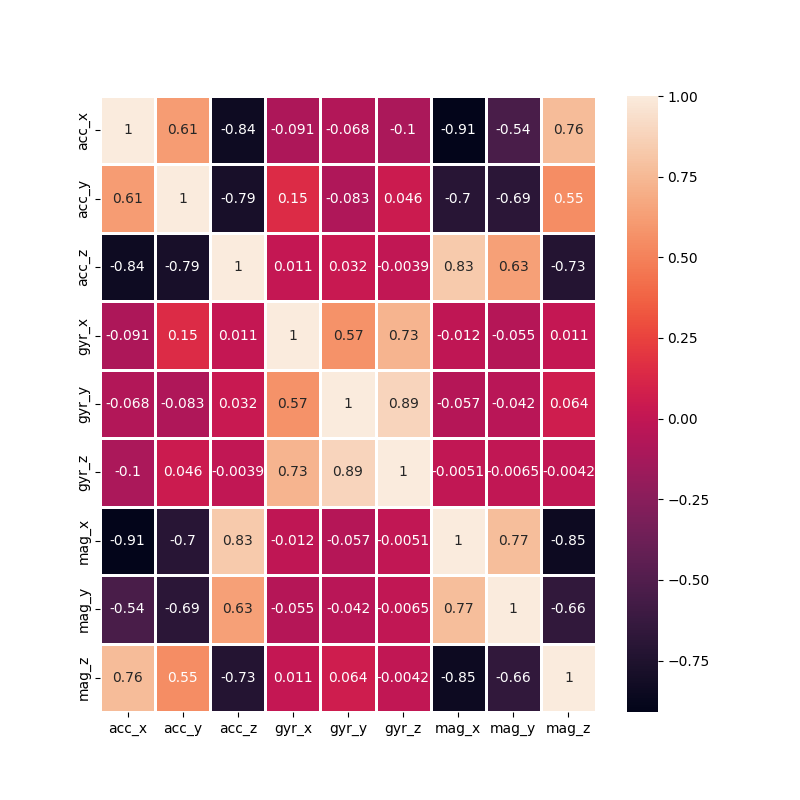 acc_x 1 0.61 -0.84 -0.091 -0.068 -0.1 -0.91 -0.54 0.76
acc_y 0.61 1 -0.79 0.15 -0.083 0.046 -0.7 -0.69 0.55
acc_z -0.84 -0.79 1 0.011 0.032 -0.0039 0.83 0.63 -0.73
gyr_x -0.091 0.15 0.011 1 0.57 0.73 -0.012 -0.055 0.011
gyr_y -0.068 -0.083 0.032 0.57 1 0.89 -0.057 -0.042 0.064
gyr_z -0.1 0.046 -0.0039 0.73 0.89 1 -0.0051 -0.0065 -0.0042
mag_x -0.91 -0.7 0.83 -0.012 -0.057 -0.0051 1 0.77 -0.85
mag_y -0.54 -0.69 0.63 -0.055 -0.042 -0.0065 0.77 1 -0.66
mag_z 0.76 0.55 -0.73 0.011 0.064 -0.0042 -0.85 -0.66 1
acc_x acc_y acc_z gyr_x gyr_y gyr_z mag_x mag_y mag_z
1.00
0.75
0.50
0.25
0.00
−0.25
−0.50
−0.75